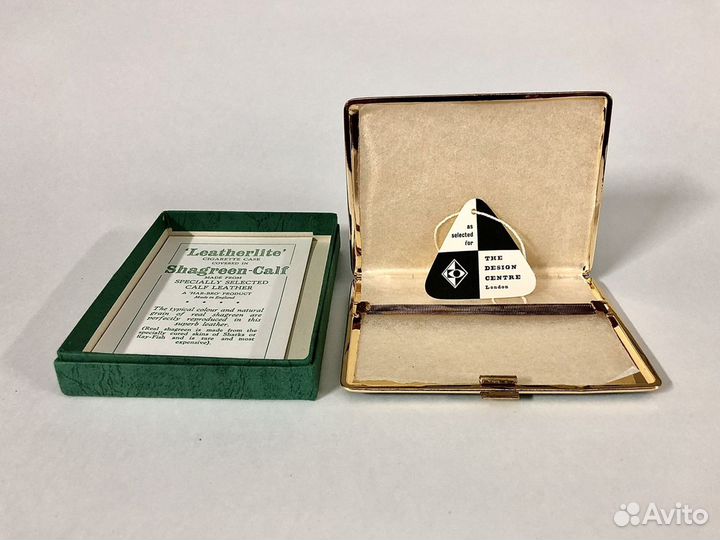 'Leatherlite'
CIGARETTE CASE
COVERED IN
Shagreen-Calf
MADE FROM
SPECIALLY SELECTED
CALF LEATHER
A "HAR-BRO" PRODUCT
Made in England
The typical colour and natural
grain of real shagreen are
perfectly reproduced in this
superb leather.
(Real shagreen is made from the
specially cured skins of Sharks or
Ray-Fish and is rare and most
expensive).
as
selected
for
THE
DESIGN
CENTRE
London
Avito